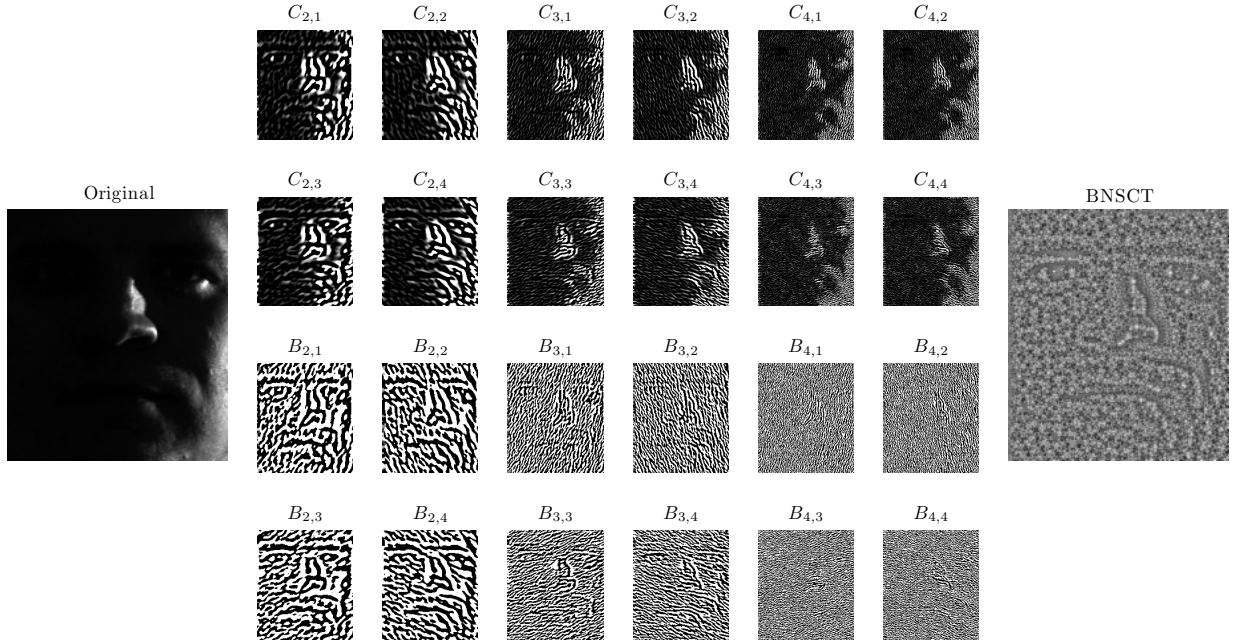 C2,1 C2,2 C3,1 C3,2 C4,1 C4,2
C2,3 C2,4 C3,3 C3,4 C4,3 C4,4
Original
BNSCT
B2,1 B2,2 B3,1 B3,2 B4,1 B4,2
B2,3 B2,4 B3,3 B3,4 B4,3 B4,4